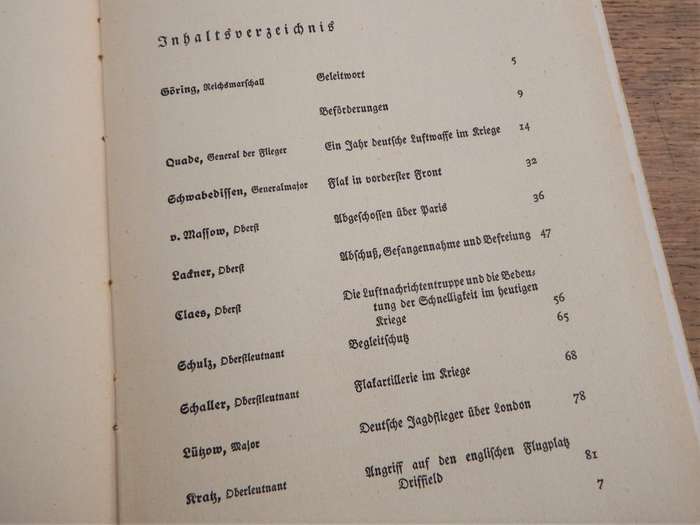 Inhaltsverzeichnis
Göring, Reichsmarschall Geleitwort 5
Beförderungen 9
Quade, General der Flieger Ein Jahr deutsche Luftwaffe im Kriege 14
Schwabedissen, Generalmajor Flak in vorderster Front 32
v. Massow, Oberst Abgeschossen über Paris 36
Lackner, Oberst Abschuß, Gefangennahme und Befreiung 47
Claes, Oberst Die Luftnachrichtentruppe und die Bedeu-
tung der Schnelligkeit im heutigen
Kriege 56
Schulz, Oberstleutnant Begleitschutz 65
Schaller, Oberstleutnant Flakartillerie im Kriege 68
Lützow, Major Deutsche Jagdflieger über London 78
Kratz, Oberleutnant Angriff auf den englischen Flugplatz
Driffield 81
7